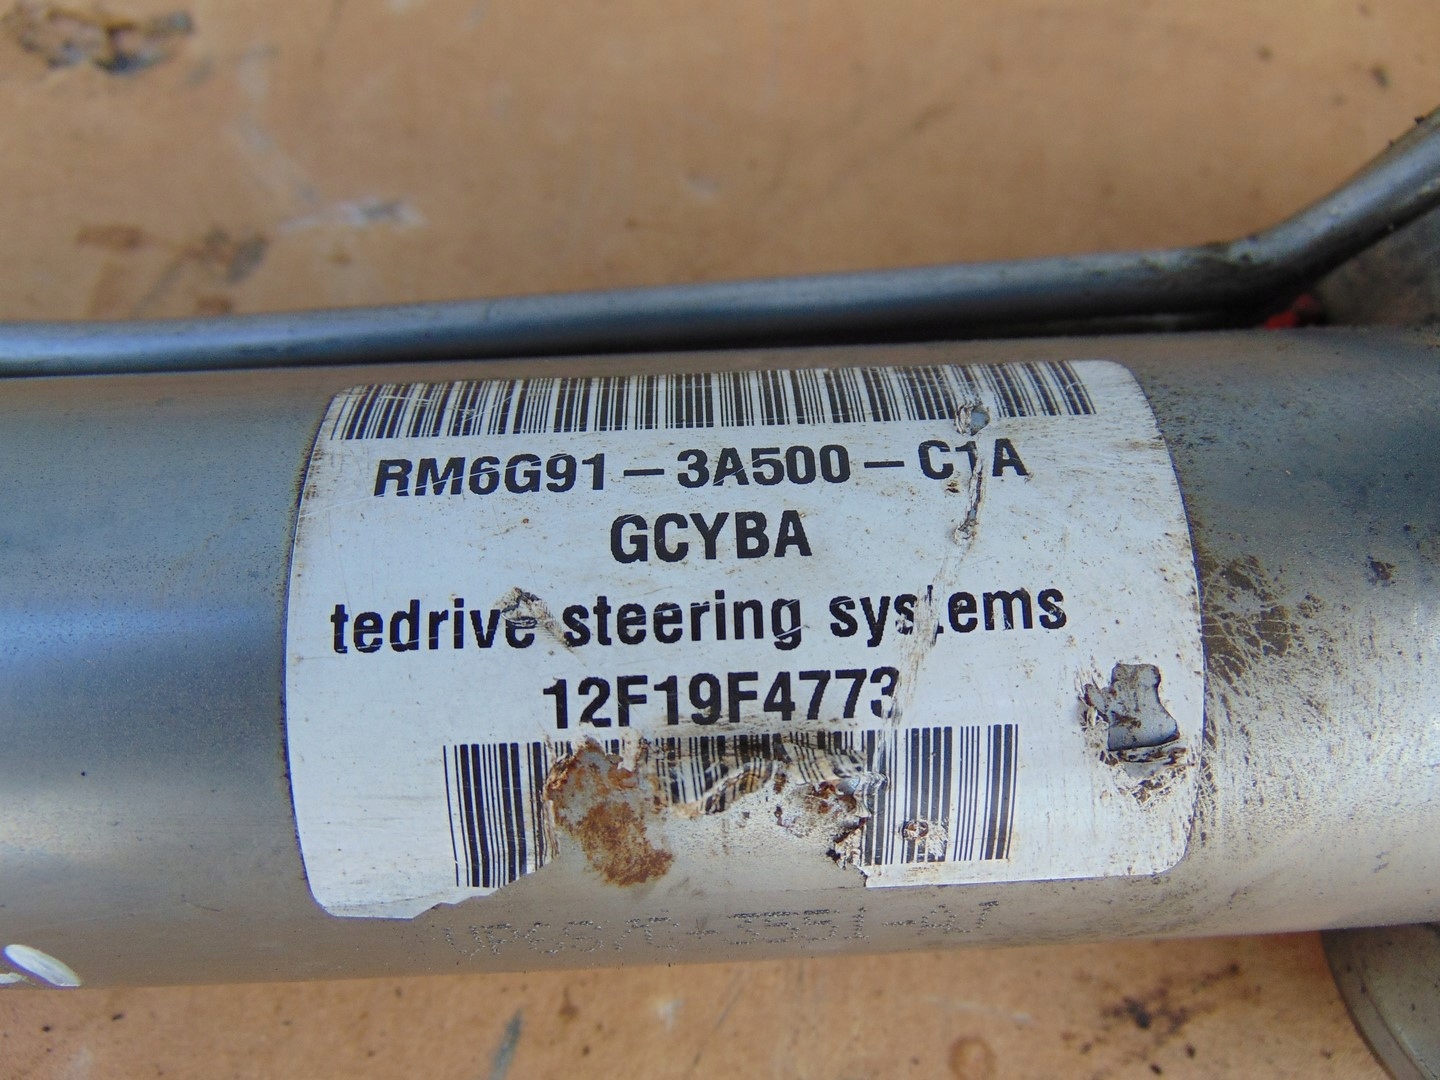 RM6G91-3A500-C1A
GCYBA
tedrive steering systems
12F19F4773